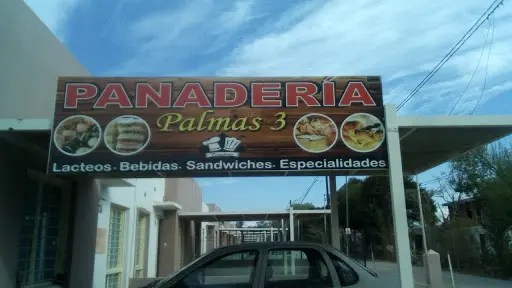 PANADERÍA
Palmas 3
Lacteos - Bebidas - Sandwiches - Especialidades